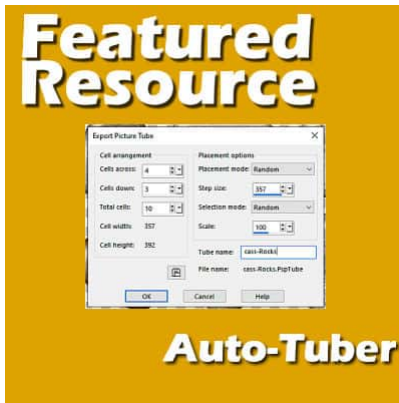 Featured
Resource
Export Picture Tube
Cell arrangement
Cells across: 4
Cells down: 3
Total cells: 10
Cell width: 357
Cell height: 392
Placement options
Placement mode: Random
Step size: 357
Selection mode: Random
Scale: 100
Tube name: cass-Rocks
File name: cass-Rocks.PspTube
OK Cancel Help
Auto-Tuber